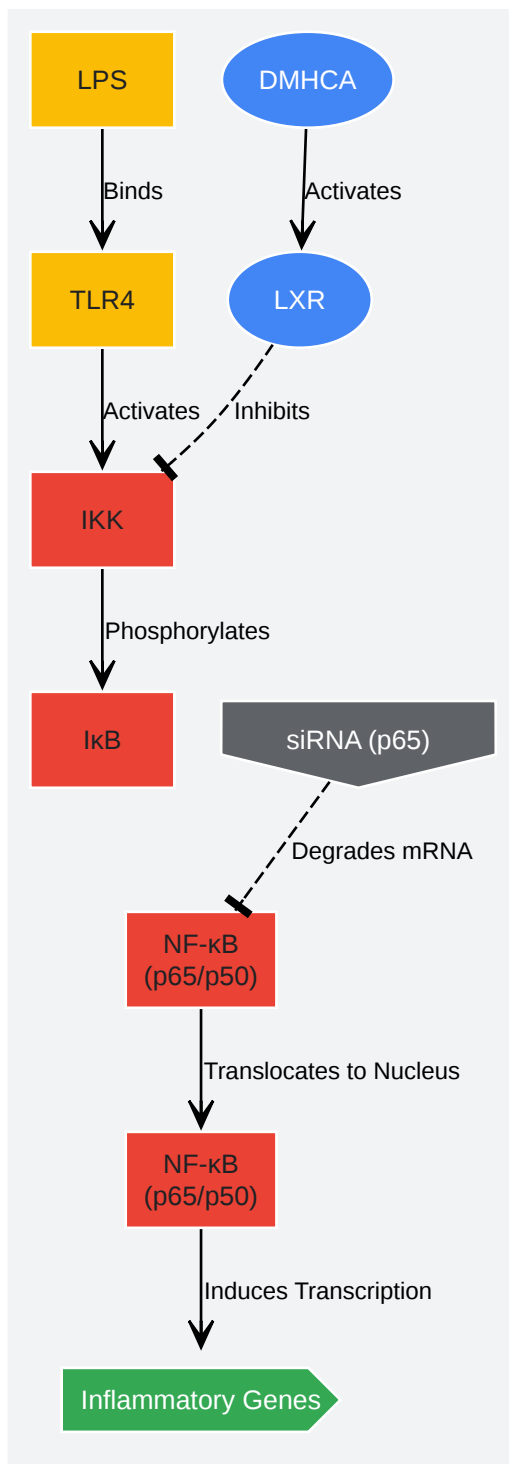 LPS
DMHCA
Binds
Activates
TLR4
LXR
Activates
Inhibits
IKK
Phosphorylates
IκB
siRNA (p65)
Degrades mRNA
NF-κB
(p65/p50)
Translocates to Nucleus
NF-κB
(p65/p50)
Induces Transcription
Inflammatory Genes